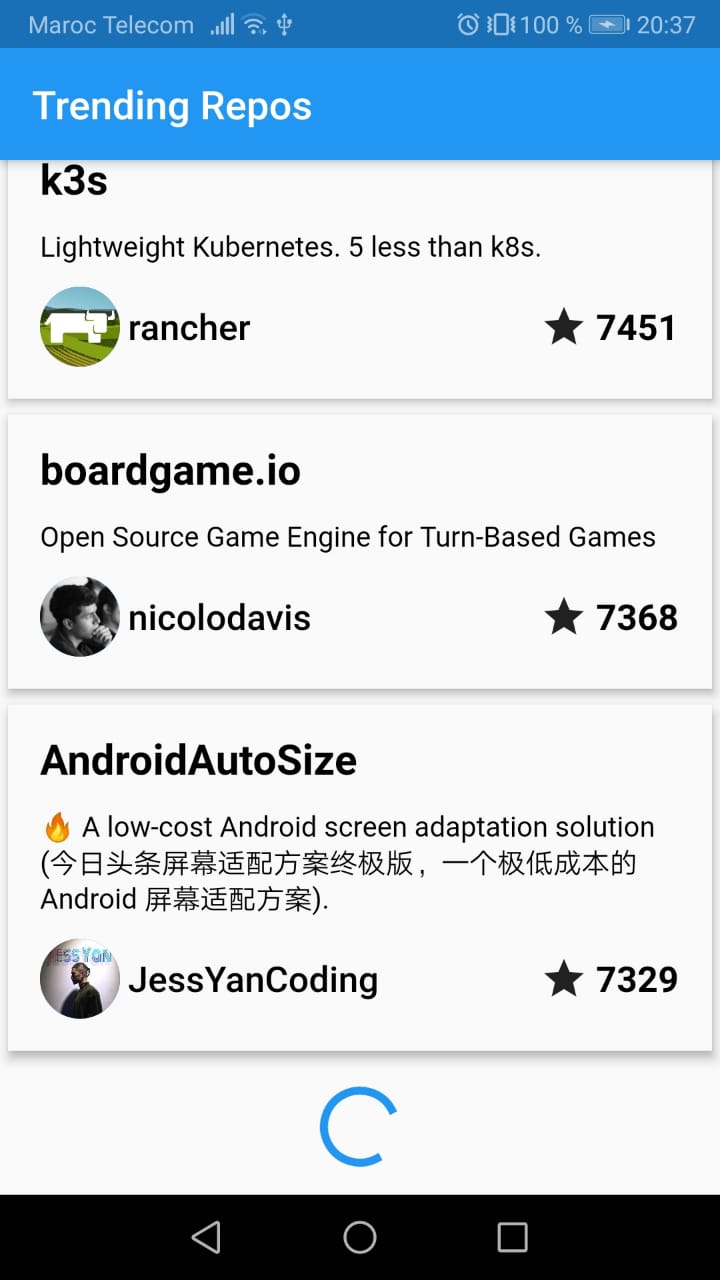 Maroc Telecom 100 % 20:37
Trending Repos
k3s
Lightweight Kubernetes. 5 less than k8s.
rancher 7451
boardgame.io
Open Source Game Engine for Turn-Based Games
nicolodavis 7368
AndroidAutoSize
🔥 A low-cost Android screen adaptation solution
(今日头条屏幕适配方案终极版，一个极低成本的
Android 屏幕适配方案).
JessYanCoding 7329